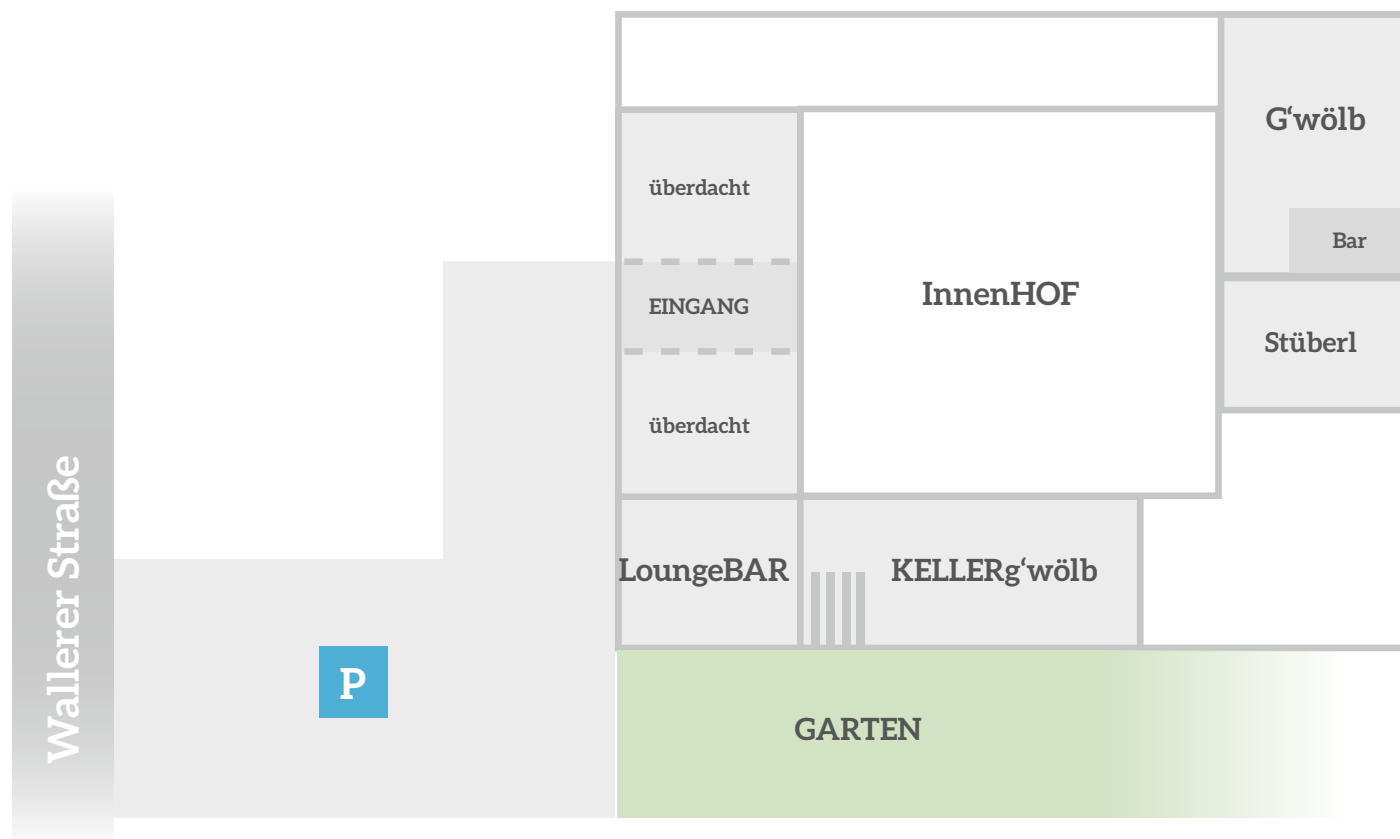 G‘wölb
überdacht
Bar
InnenHOF
EINGANG
Stüberl
überdacht
Wallerer Straße
LoungeBAR
KELLERg‘wölb
P
GARTEN